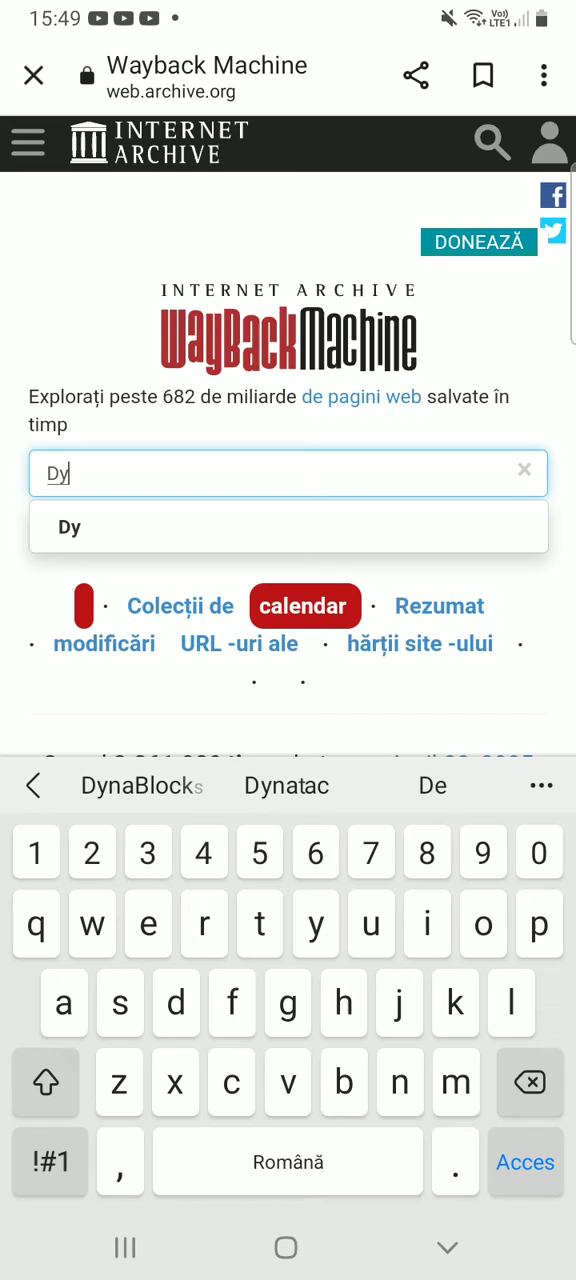 15:49
Vo)) LTE1
Wayback Machine
web.archive.org
INTERNET ARCHIVE
f
DONEAZĂ
INTERNET ARCHIVE
WayBackMachine
Explorați peste 682 de miliarde de pagini web salvate în
timp
Dy ×
Dy
· Colecții de calendar · Rezumat
· modificări URL -uri ale · hărții site -ului ·
· ·
DynaBlocks Dynatac De ...
1 2 3 4 5 6 7 8 9 0
q w e r t y u i o p
a s d f g h j k l
z x c v b n m
!#1 , Română . Acces